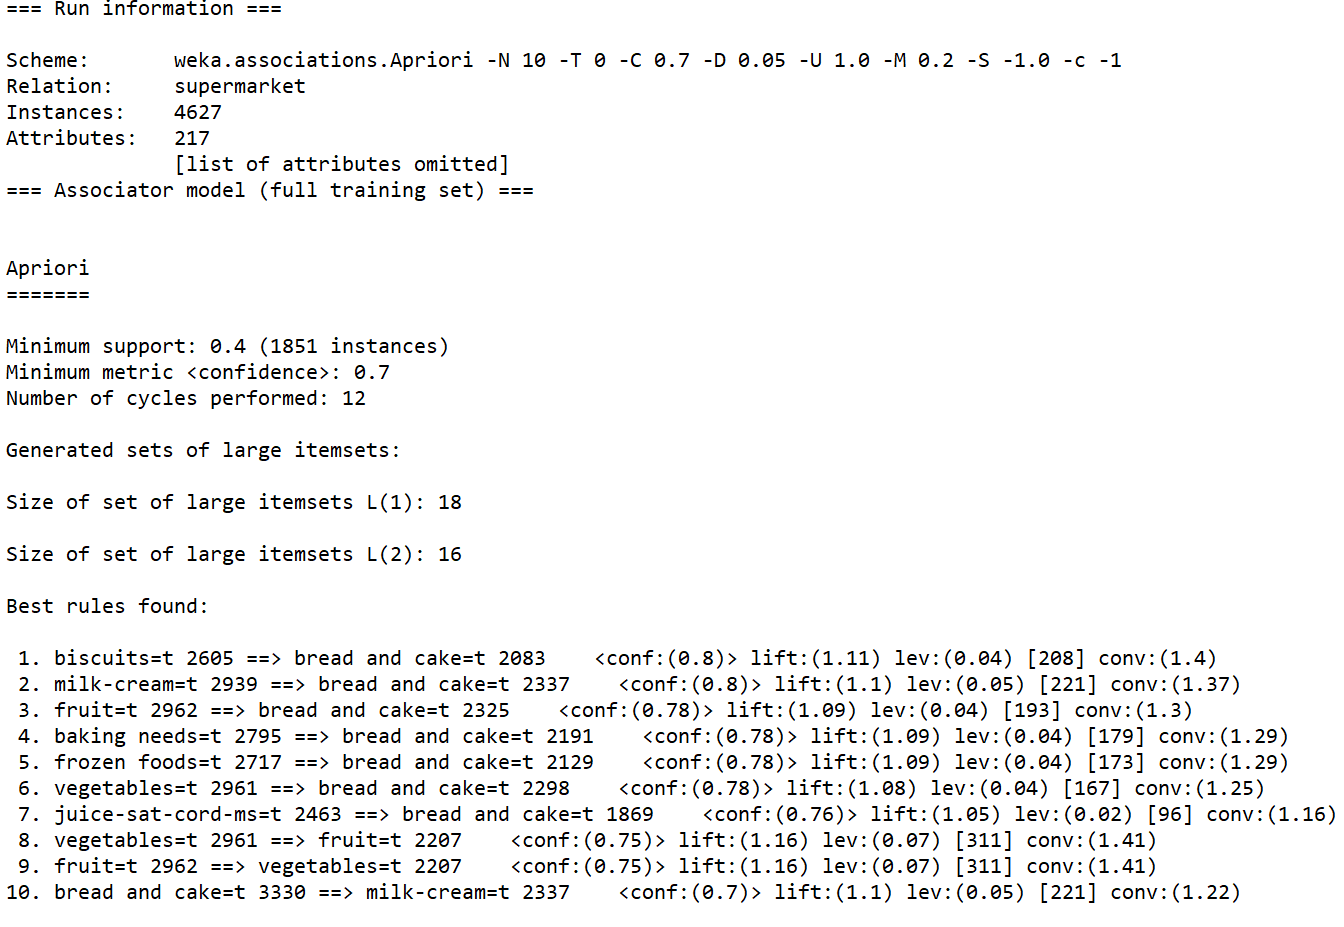 === Run information ===
Scheme:       weka.associations.Apriori -N 10 -T 0 -C 0.7 -D 0.05 -U 1.0 -M 0.2 -S -1.0 -c -1
Relation:     supermarket
Instances:    4627
Attributes:   217
              [list of attributes omitted]
=== Associator model (full training set) ===
Apriori
=======
Minimum support: 0.4 (1851 instances)
Minimum metric <confidence>: 0.7
Number of cycles performed: 12
Generated sets of large itemsets:
Size of set of large itemsets L(1): 18
Size of set of large itemsets L(2): 16
Best rules found:
 1. biscuits=t 2605 ==> bread and cake=t 2083    <conf:(0.8)> lift:(1.11) lev:(0.04) [208] conv:(1.4)
 2. milk-cream=t 2939 ==> bread and cake=t 2337    <conf:(0.8)> lift:(1.1) lev:(0.05) [221] conv:(1.37)
 3. fruit=t 2962 ==> bread and cake=t 2325    <conf:(0.78)> lift:(1.09) lev:(0.04) [193] conv:(1.3)
 4. baking needs=t 2795 ==> bread and cake=t 2191    <conf:(0.78)> lift:(1.09) lev:(0.04) [179] conv:(1.29)
 5. frozen foods=t 2717 ==> bread and cake=t 2129    <conf:(0.78)> lift:(1.09) lev:(0.04) [173] conv:(1.29)
 6. vegetables=t 2961 ==> bread and cake=t 2298    <conf:(0.78)> lift:(1.08) lev:(0.04) [167] conv:(1.25)
 7. juice-sat-cord-ms=t 2463 ==> bread and cake=t 1869    <conf:(0.76)> lift:(1.05) lev:(0.02) [96] conv:(1.16)
 8. vegetables=t 2961 ==> fruit=t 2207    <conf:(0.75)> lift:(1.16) lev:(0.07) [311] conv:(1.41)
 9. fruit=t 2962 ==> vegetables=t 2207    <conf:(0.75)> lift:(1.16) lev:(0.07) [311] conv:(1.41)
10. bread and cake=t 3330 ==> milk-cream=t 2337    <conf:(0.7)> lift:(1.1) lev:(0.05) [221] conv:(1.22)